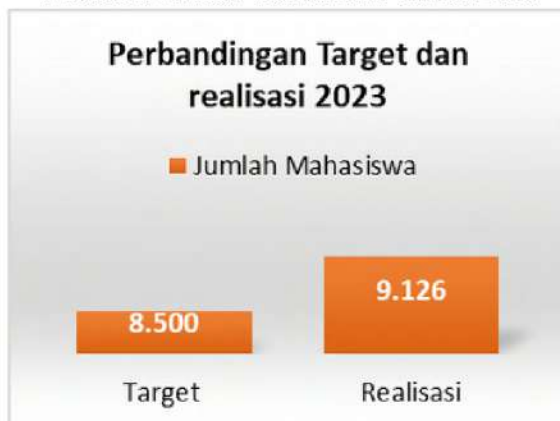 Perbandingan Target dan
realisasi 2023
Jumlah Mahasiswa
8.500
9.126
Target
Realisasi